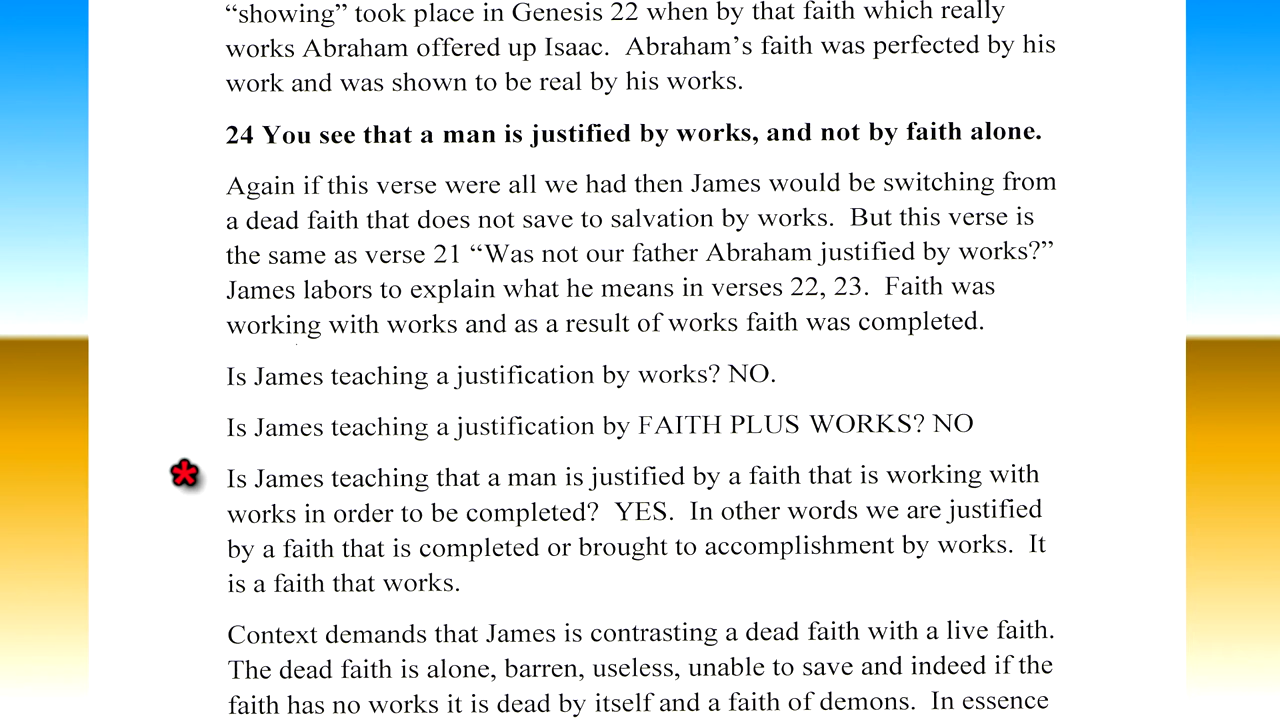 “showing” took place in Genesis 22 when by that faith which really
works Abraham offered up Isaac.  Abraham’s faith was perfected by his
work and was shown to be real by his works.
24 You see that a man is justified by works, and not by faith alone.
Again if this verse were all we had then James would be switching from
a dead faith that does not save to salvation by works.  But this verse is
the same as verse 21 “Was not our father Abraham justified by works?”
James labors to explain what he means in verses 22, 23.  Faith was
working with works and as a result of works faith was completed.
Is James teaching a justification by works? NO.
Is James teaching a justification by FAITH PLUS WORKS? NO
* Is James teaching that a man is justified by a faith that is working with
works in order to be completed?  YES.  In other words we are justified
by a faith that is completed or brought to accomplishment by works.  It
is a faith that works.
Context demands that James is contrasting a dead faith with a live faith.
The dead faith is alone, barren, useless, unable to save and indeed if the
faith has no works it is dead by itself and a faith of demons.  In essence